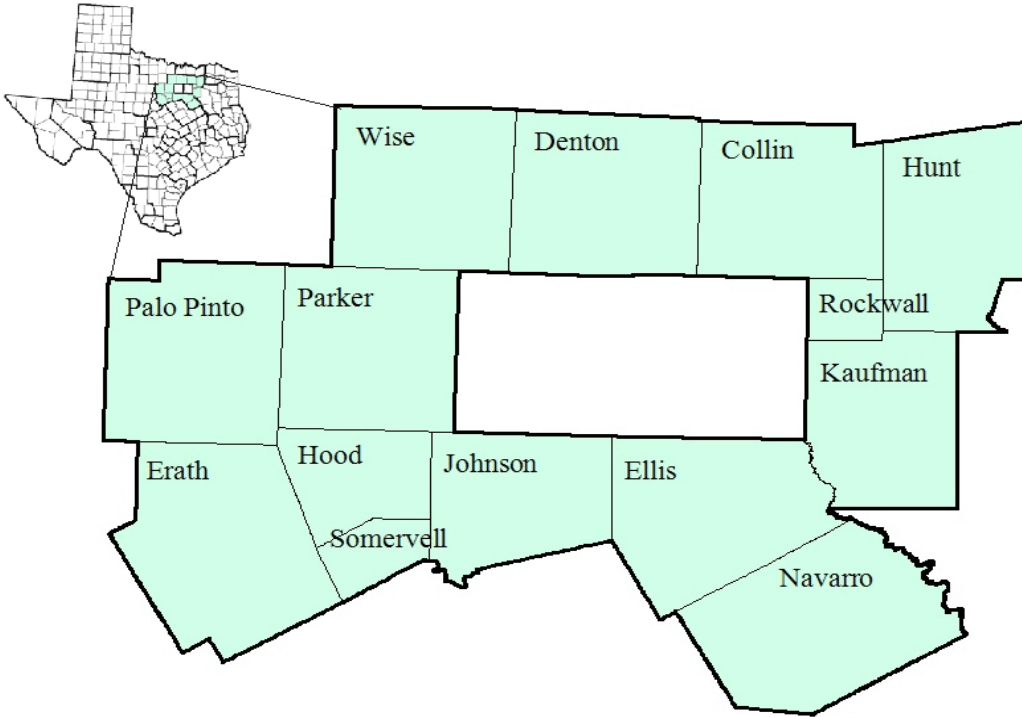 Wise
Denton
Collin
Hunt
Palo Pinto
Parker
Rockwall
Kaufman
Erath
Hood
Johnson
Ellis
Somervell
Navarro